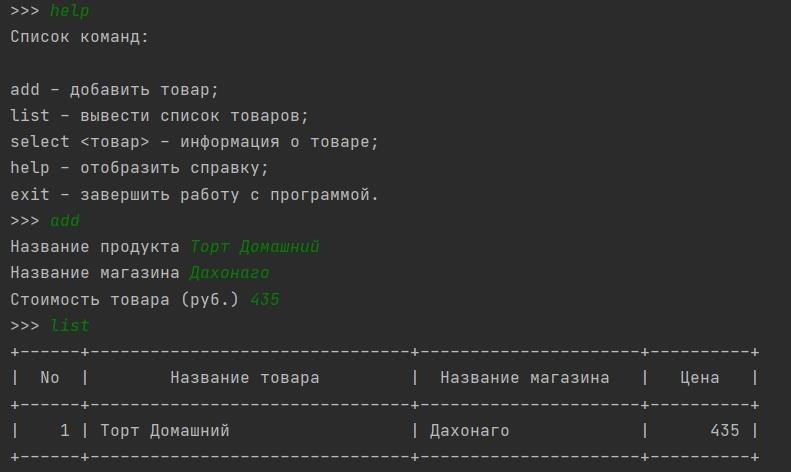 >>> help
Список команд:
add - добавить товар;
list - вывести список товаров;
select <товар> - информация о товаре;
help - отобразить справку;
exit - завершить работу с программой.
>>> add
Название продукта Торт Домашний
Название магазина Дахонаго
Стоимость товара (руб.) 435
>>> list
+------+--------------------------------+----------------------+----------+
|  No  |        Название товара         |  Название магазина   |   Цена   |
+------+--------------------------------+----------------------+----------+
|    1 | Торт Домашний                  | Дахонаго             |      435 |
+------+--------------------------------+----------------------+----------+